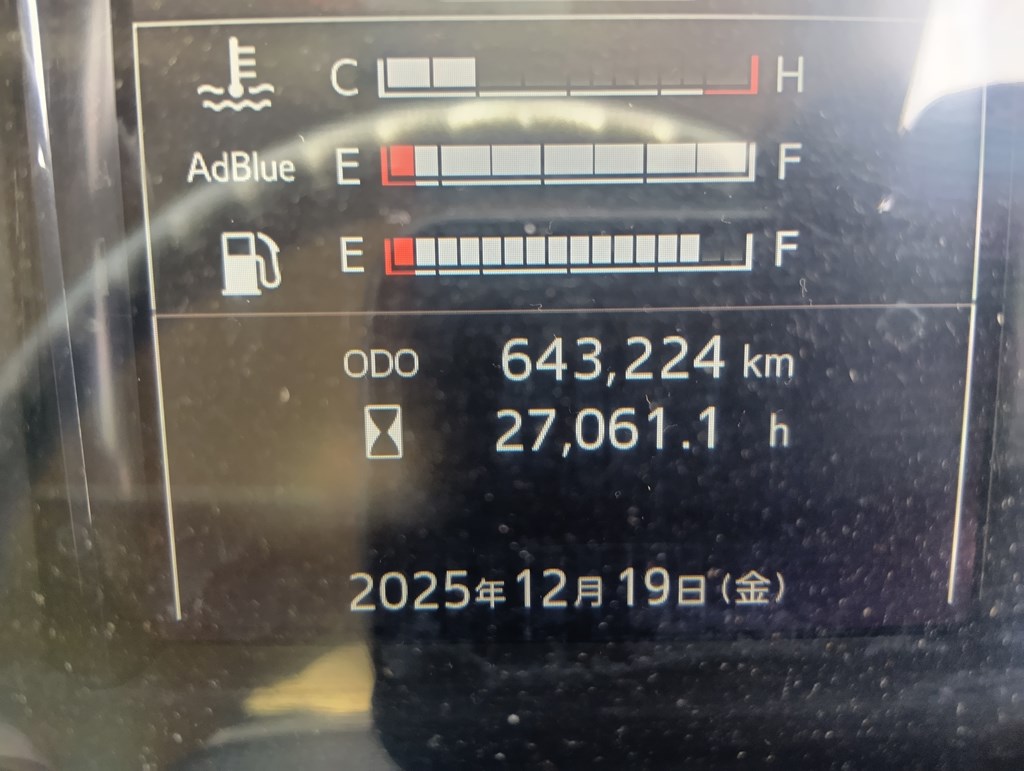 C H
AdBlue E F
E F
ODO 643,224 km
27,061.1 h
2025年12月19日(金)